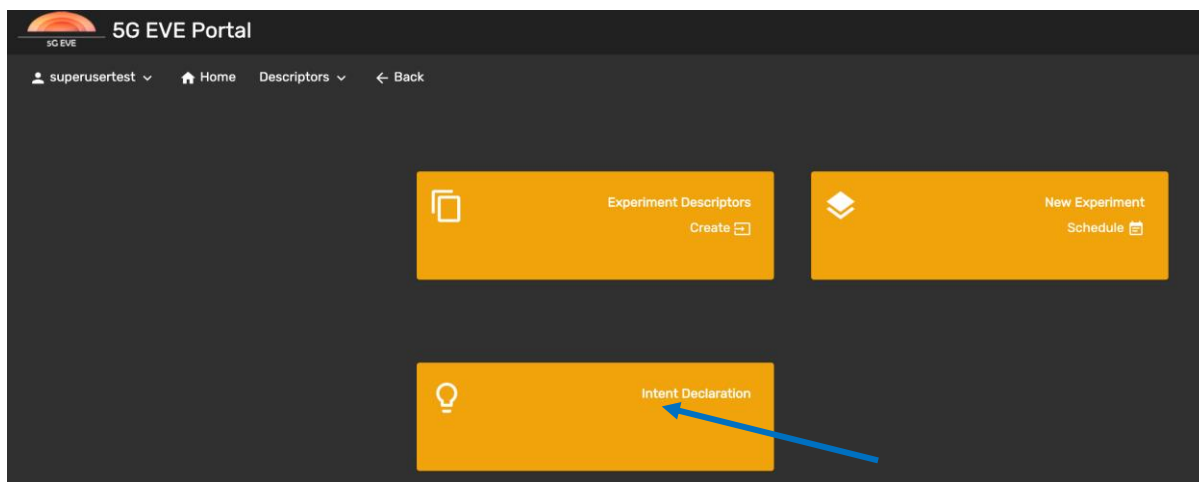 5G EVE
5G EVE Portal
superusertest
Home
Descriptors
Back
Experiment Descriptors
Create
New Experiment
Schedule
Intent Declaration